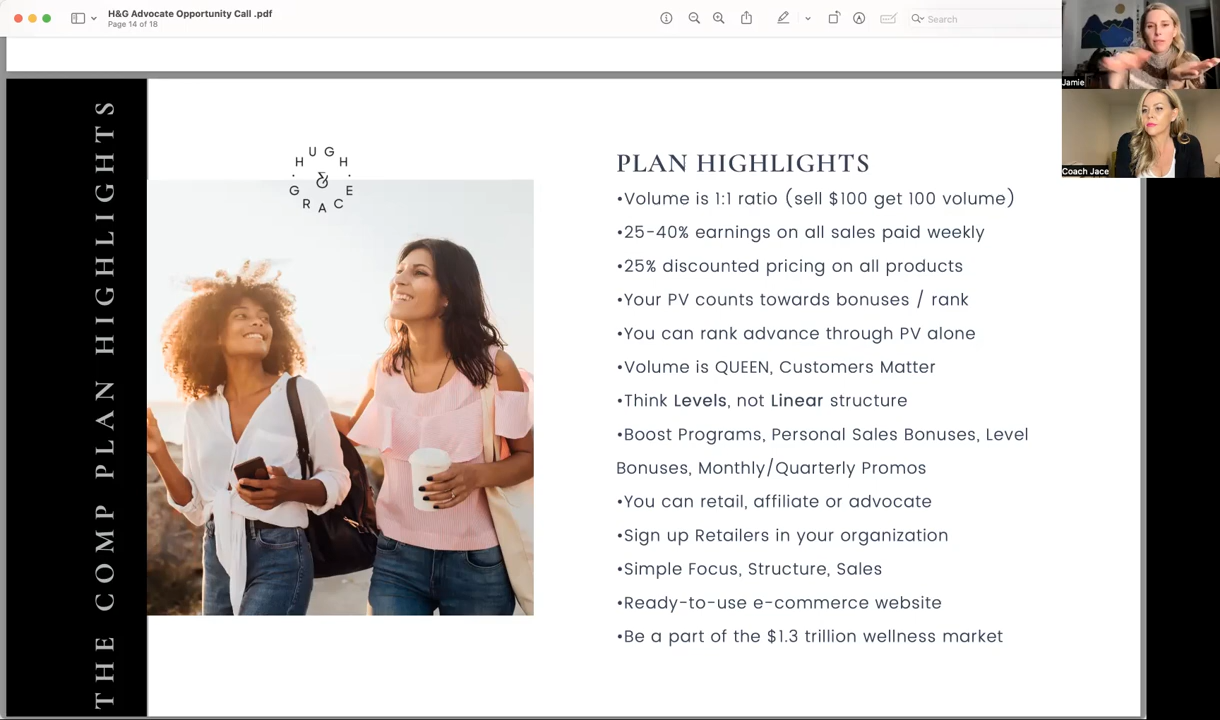 H&G Advocate Opportunity Call .pdf
Page 14 of 18
Search
Jamie
Coach Jace
THE COMP PLAN HIGHLIGHTS
HUGH
&
GRACE
PLAN HIGHLIGHTS
•Volume is 1:1 ratio (sell $100 get 100 volume)
•25-40% earnings on all sales paid weekly
•25% discounted pricing on all products
•Your PV counts towards bonuses / rank
•You can rank advance through PV alone
•Volume is QUEEN, Customers Matter
•Think Levels, not Linear structure
•Boost Programs, Personal Sales Bonuses, Level
Bonuses, Monthly/Quarterly Promos
•You can retail, affiliate or advocate
•Sign up Retailers in your organization
•Simple Focus, Structure, Sales
•Ready-to-use e-commerce website
•Be a part of the $1.3 trillion wellness market